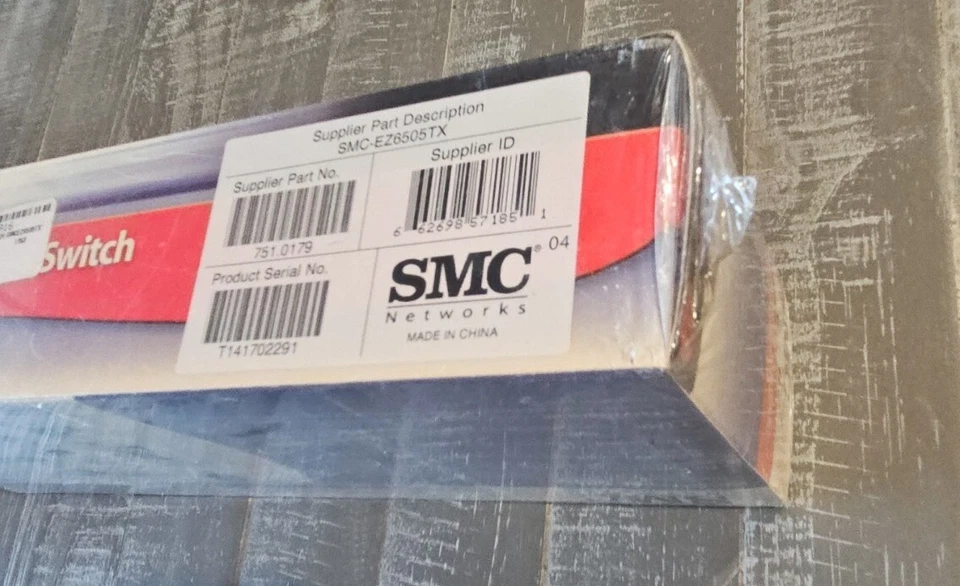 Supplier Part Description
SMC-EZ6505TX
Supplier Part No.
751.0179
Supplier ID
6 62698 57185 1
Product Serial No.
T141702291
SMC® 04
Networks
MADE IN CHINA
Switch